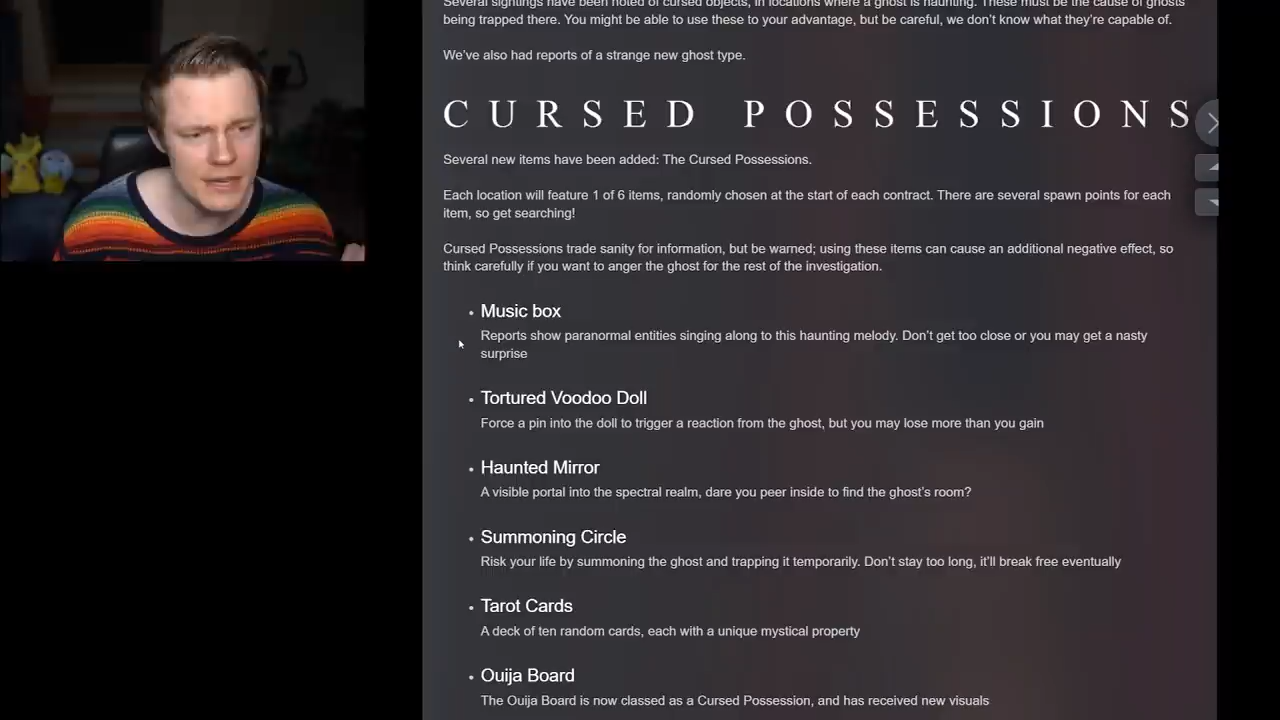 Several sightings have been noted of cursed objects, in locations where a ghost is haunting. These must be the cause of ghosts
being trapped there. You might be able to use these to your advantage, but be careful, we don't know what they're capable of.
We've also had reports of a strange new ghost type.
CURSED POSSESSIONS
Several new items have been added: The Cursed Possessions.
Each location will feature 1 of 6 items, randomly chosen at the start of each contract. There are several spawn points for each
item, so get searching!
Cursed Possessions trade sanity for information, but be warned; using these items can cause an additional negative effect, so
think carefully if you want to anger the ghost for the rest of the investigation.
• Music box
Reports show paranormal entities singing along to this haunting melody. Don't get too close or you may get a nasty
surprise
• Tortured Voodoo Doll
Force a pin into the doll to trigger a reaction from the ghost, but you may lose more than you gain
• Haunted Mirror
A visible portal into the spectral realm, dare you peer inside to find the ghost's room?
• Summoning Circle
Risk your life by summoning the ghost and trapping it temporarily. Don't stay too long, it'll break free eventually
• Tarot Cards
A deck of ten random cards, each with a unique mystical property
• Ouija Board
The Ouija Board is now classed as a Cursed Possession, and has received new visuals